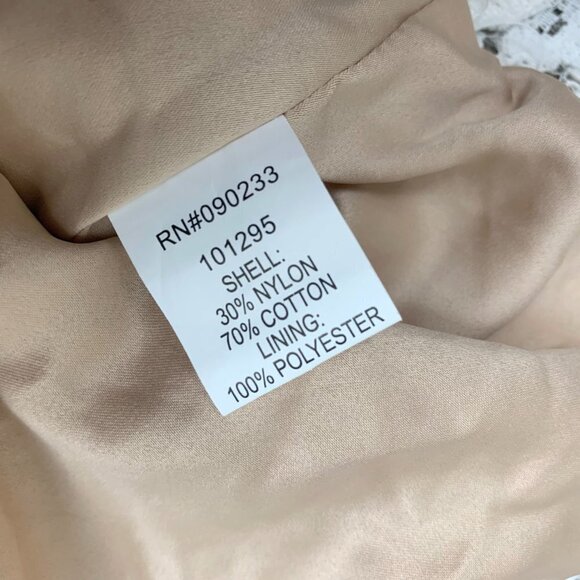 RN#090233
101295
SHELL:
30% NYLON
70% COTTON
LINING:
100% POLYESTER